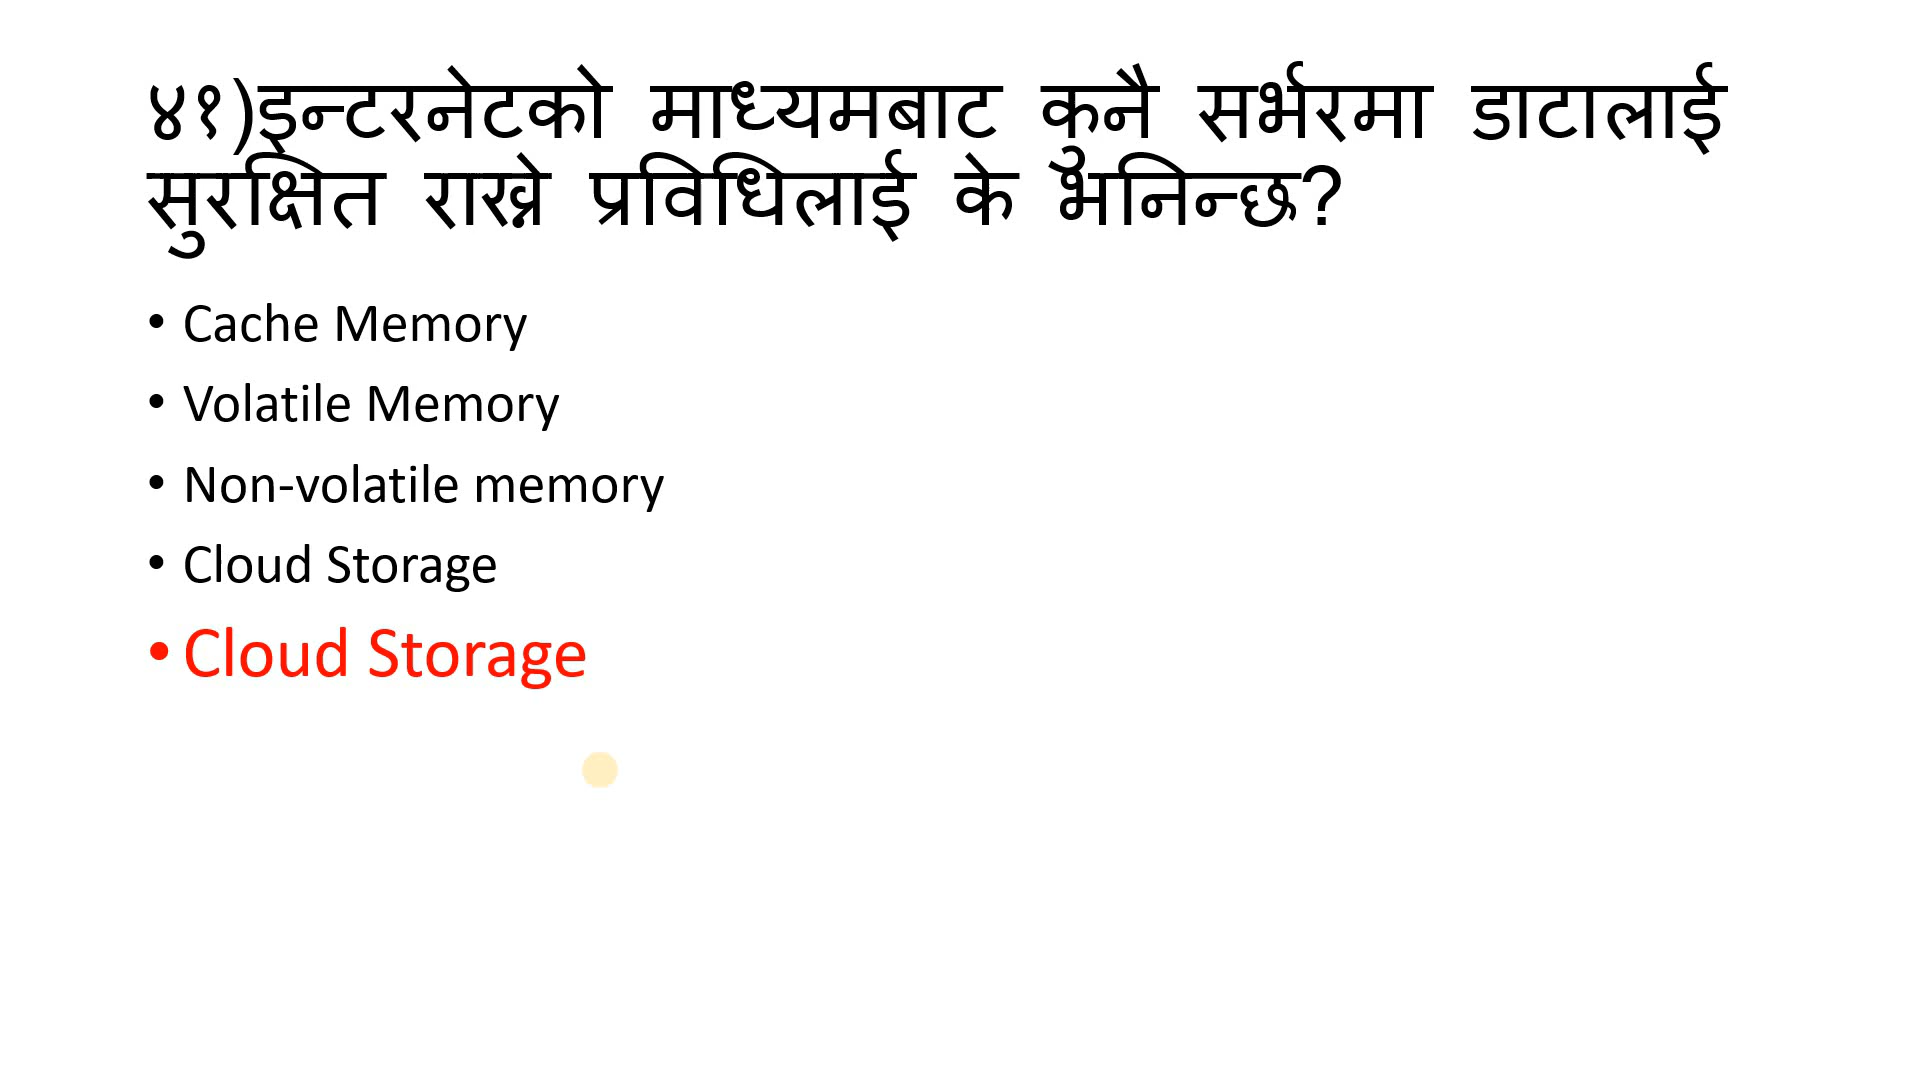 ४१)इन्टरनेटको माध्यमबाट कुनै सर्भरमा डाटालाई
सुरक्षित राख्ने प्रविधिलाई के भनिन्छ?
• Cache Memory
• Volatile Memory
• Non-volatile memory
• Cloud Storage
• Cloud Storage